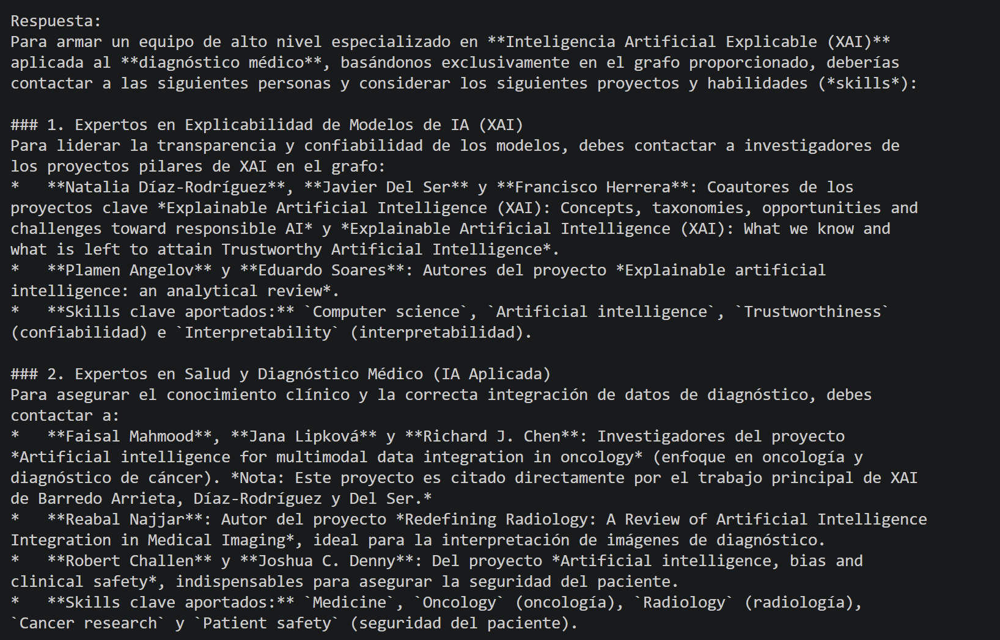 Respuesta:
Para armar un equipo de alto nivel especializado en **Inteligencia Artificial Explicable (XAI)**
aplicada al **diagnóstico médico**, basándonos exclusivamente en el grafo proporcionado, deberías
contactar a las siguientes personas y considerar los siguientes proyectos y habilidades (*skills*):

### 1. Expertos en Explicabilidad de Modelos de IA (XAI)
Para liderar la transparencia y confiabilidad de los modelos, debes contactar a investigadores de
los proyectos pilares de XAI en el grafo:
*   **Natalia Díaz-Rodríguez**, **Javier Del Ser** y **Francisco Herrera**: Coautores de los
proyectos clave *Explainable Artificial Intelligence (XAI): Concepts, taxonomies, opportunities and
challenges toward responsible AI* y *Explainable Artificial Intelligence (XAI): What we know and
what is left to attain Trustworthy Artificial Intelligence*.
*   **Plamen Angelov** y **Eduardo Soares**: Autores del proyecto *Explainable artificial
intelligence: an analytical review*.
*   **Skills clave aportados:** `Computer science`, `Artificial intelligence`, `Trustworthiness`
(confiabilidad) e `Interpretability` (interpretabilidad).

### 2. Expertos en Salud y Diagnóstico Médico (IA Aplicada)
Para asegurar el conocimiento clínico y la correcta integración de datos de diagnóstico, debes
contactar a:
*   **Faisal Mahmood**, **Jana Lipková** y **Richard J. Chen**: Investigadores del proyecto
*Artificial intelligence for multimodal data integration in oncology* (enfoque en oncología y
diagnóstico de cáncer). *Nota: Este proyecto es citado directamente por el trabajo principal de XAI
de Barredo Arrieta, Díaz-Rodríguez y Del Ser.*
*   **Reabal Najjar**: Autor del proyecto *Redefining Radiology: A Review of Artificial Intelligence
Integration in Medical Imaging*, ideal para la interpretación de imágenes de diagnóstico.
*   **Robert Challen** y **Joshua C. Denny**: Del proyecto *Artificial intelligence, bias and
clinical safety*, indispensables para asegurar la seguridad del paciente.
*   **Skills clave aportados:** `Medicine`, `Oncology` (oncología), `Radiology` (radiología),
`Cancer research` y `Patient safety` (seguridad del paciente).